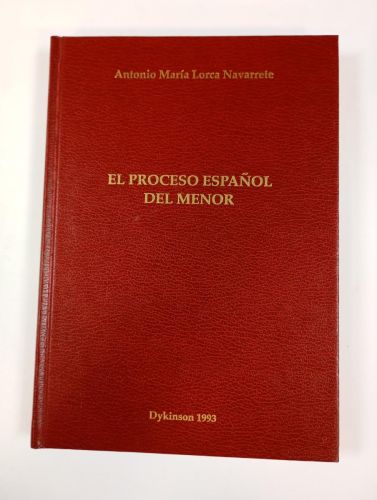 Antonio María Lorca Navarrete
EL PROCESO ESPAÑOL
DEL MENOR
Dykinson 1993